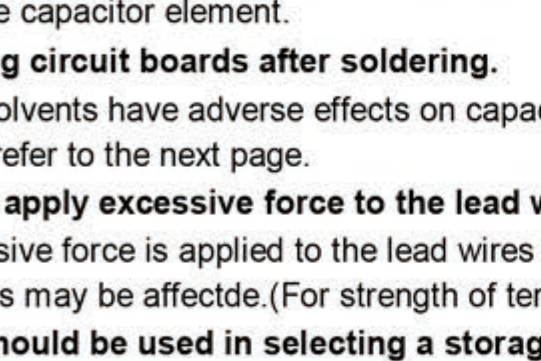 e capacitor element.
g circuit boards after soldering.
olvents have adverse effects on capac
refer to the next page.
apply excessive force to the lead w
sive force is applied to the lead wires
s may be affectde.(For strength of ter
hould be used in selecting a storag